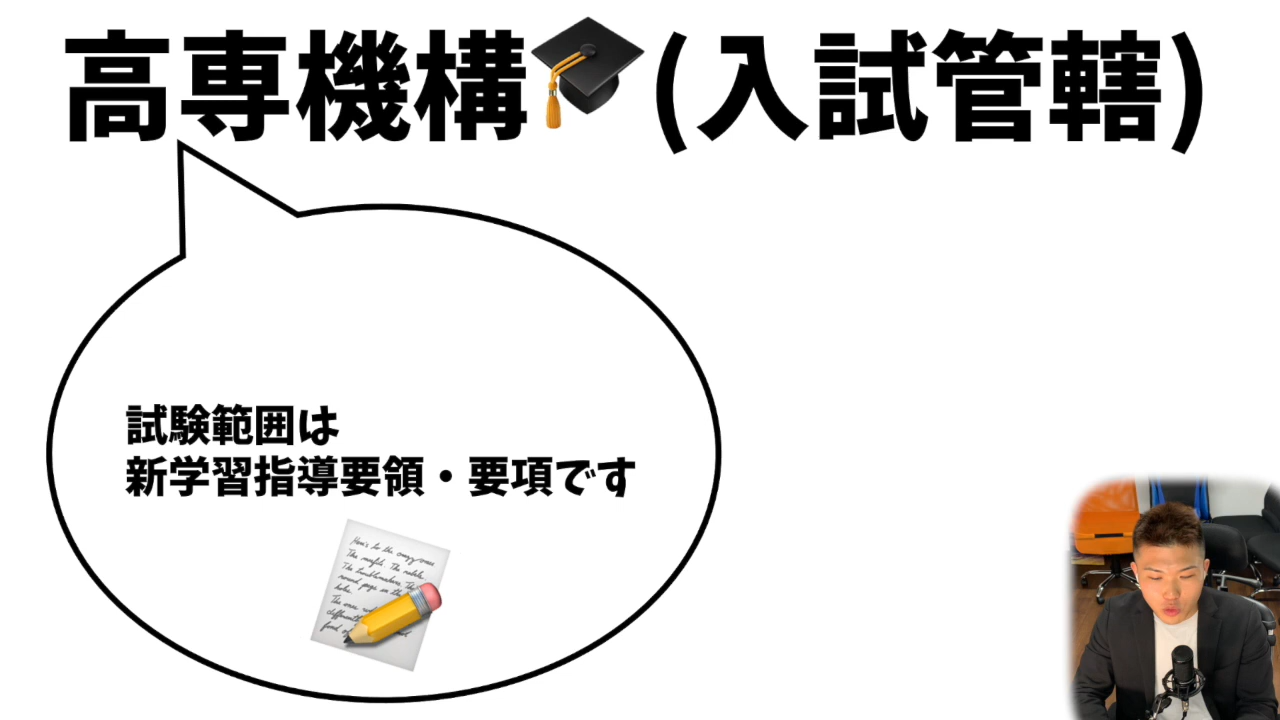 高専機構🎓(入試管轄)
試験範囲は
新学習指導要領・要項です